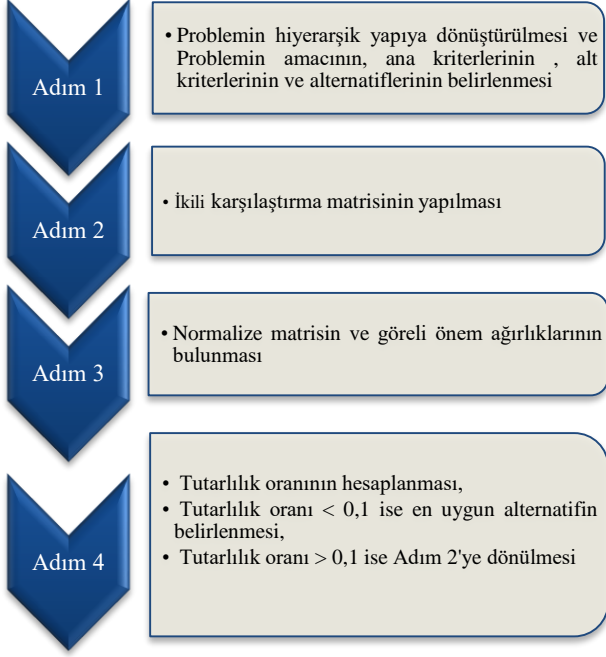 Adım 1
• Problemin hiyerarşik yapıya dönüştürülmesi ve
Problemin amacının, ana kriterlerinin , alt
kriterlerinin ve alternatiflerinin belirlenmesi
Adım 2
• İkili karşılaştırma matrisinin yapılması
Adım 3
• Normalize matrisin ve göreli önem ağırlıklarının
bulunması
Adım 4
• Tutarlılık oranının hesaplanması,
• Tutarlılık oranı < 0,1 ise en uygun alternatifin
belirlenmesi,
• Tutarlılık oranı > 0,1 ise Adım 2'ye dönülmesi